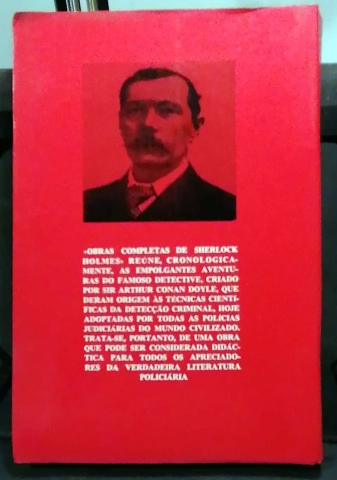 «OBRAS COMPLETAS DE SHERLOCK
HOLMES» REÚNE, CRONOLOGICA-
MENTE, AS EMPOLGANTES AVENTU-
RAS DO FAMOSO DETECTIVE, CRIADO
POR SIR ARTHUR CONAN DOYLE, QUE
DERAM ORIGEM ÀS TÉCNICAS CIENTÍ-
FICAS DA DETECÇÃO CRIMINAL, HOJE
ADOPTADAS POR TODAS AS POLÍCIAS
JUDICIÁRIAS DO MUNDO CIVILIZADO.
TRATA-SE, PORTANTO, DE UMA OBRA
QUE PODE SER CONSIDERADA DIDÁC-
TICA PARA TODOS OS APRECIADO-
RES DA VERDADEIRA LITERATURA
POLICIÁRIA